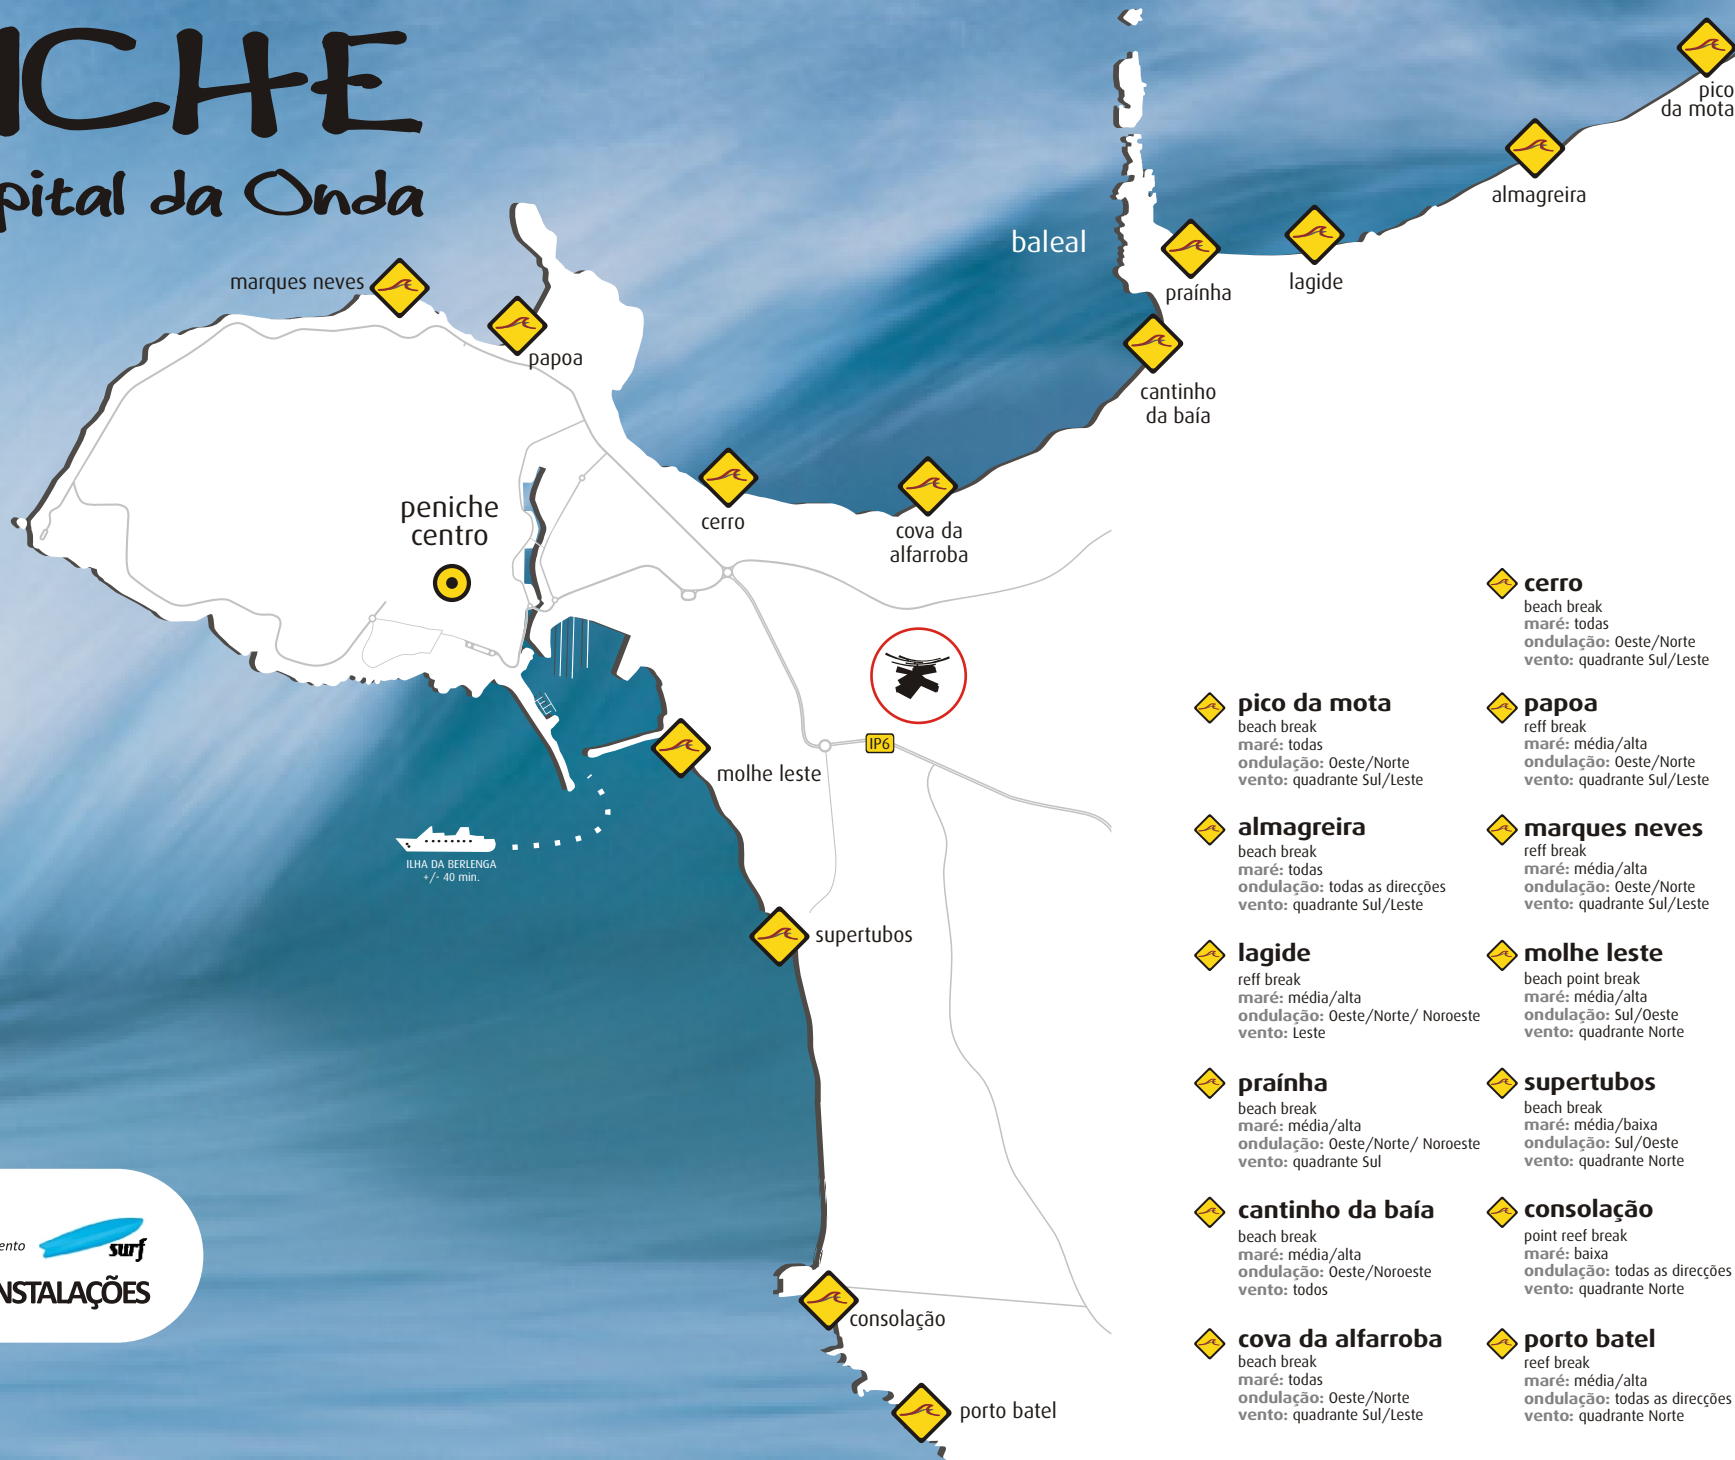 ICHE
pital da Onda
marques neves
papoa
baleal
praínha
lagide
almagreira
pico
da mota
cantinho
da baía
peniche
centro
cerro
cova da
alfarroba
IP6
molhe leste
ILHA DA BERLENGA
+/- 40 min.
supertubos
consolação
porto batel
ento
surf
NSTALAÇÕES
pico da mota
beach break
maré: todas
ondulação: Oeste/Norte
vento: quadrante Sul/Leste
almagreira
beach break
maré: todas
ondulação: todas as direcções
vento: quadrante Sul/Leste
lagide
reff break
maré: média/alta
ondulação: Oeste/Norte/ Noroeste
vento: Leste
praínha
beach break
maré: média/alta
ondulação: Oeste/Norte/ Noroeste
vento: quadrante Sul
cantinho da baía
beach break
maré: média/alta
ondulação: Oeste/Noroeste
vento: todos
cova da alfarroba
beach break
maré: todas
ondulação: Oeste/Norte
vento: quadrante Sul/Leste
cerro
beach break
maré: todas
ondulação: Oeste/Norte
vento: quadrante Sul/Leste
papoa
reff break
maré: média/alta
ondulação: Oeste/Norte
vento: quadrante Sul/Leste
marques neves
reff break
maré: média/alta
ondulação: Oeste/Norte
vento: quadrante Sul/Leste
molhe leste
beach point break
maré: média/alta
ondulação: Sul/Oeste
vento: quadrante Norte
supertubos
beach break
maré: média/baixa
ondulação: Sul/Oeste
vento: quadrante Norte
consolação
point reef break
maré: baixa
ondulação: todas as direcções
vento: quadrante Norte
porto batel
reef break
maré: média/alta
ondulação: todas as direcções
vento: quadrante Norte